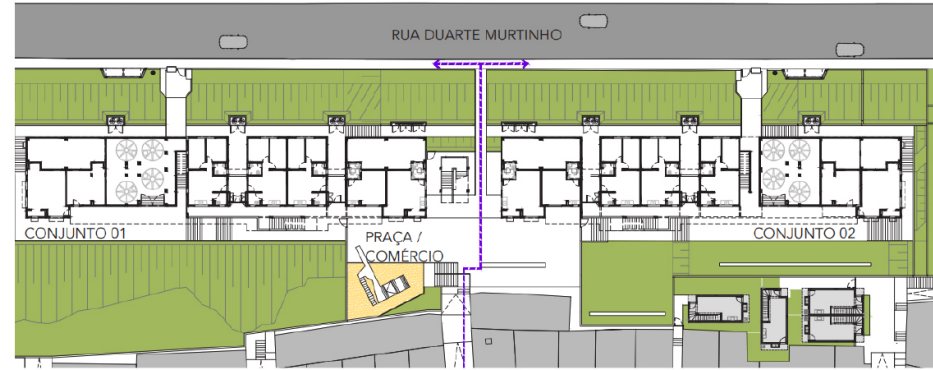 RUA DUARTE MURTINHO
CONJUNTO 01
PRAÇA /
COMÉRCIO
CONJUNTO 02